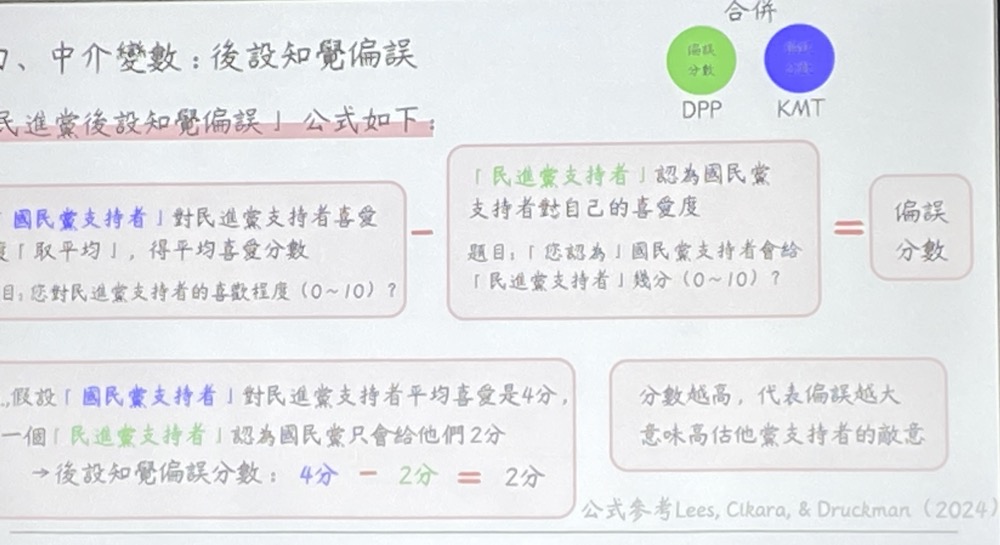 合併
、中介變數：後設知覺偏誤
偏誤
分數
DPP
KMT
民進黨後設知覺偏誤」公式如下：
國民黨支持者」對民進黨支持者喜愛
度「取平均」，得平均喜愛分數
目：您對民進黨支持者的喜歡程度（0~10）？
－
「民進黨支持者」認為國民黨
支持者對自己的喜愛度
題目：「您認為」國民黨支持者會給
「民進黨支持者」幾分（0~10）？
＝
偏誤
分數
.,假設「國民黨支持者」對民進黨支持者平均喜愛是4分，
一個「民進黨支持者」認為國民黨只會給他們2分
→後設知覺偏誤分數： 4分 － 2分 ＝ 2分
分數越高，代表偏誤越大
意味高估他黨支持者的敵意
公式參考Lees, Cikara, & Druckman（2024）